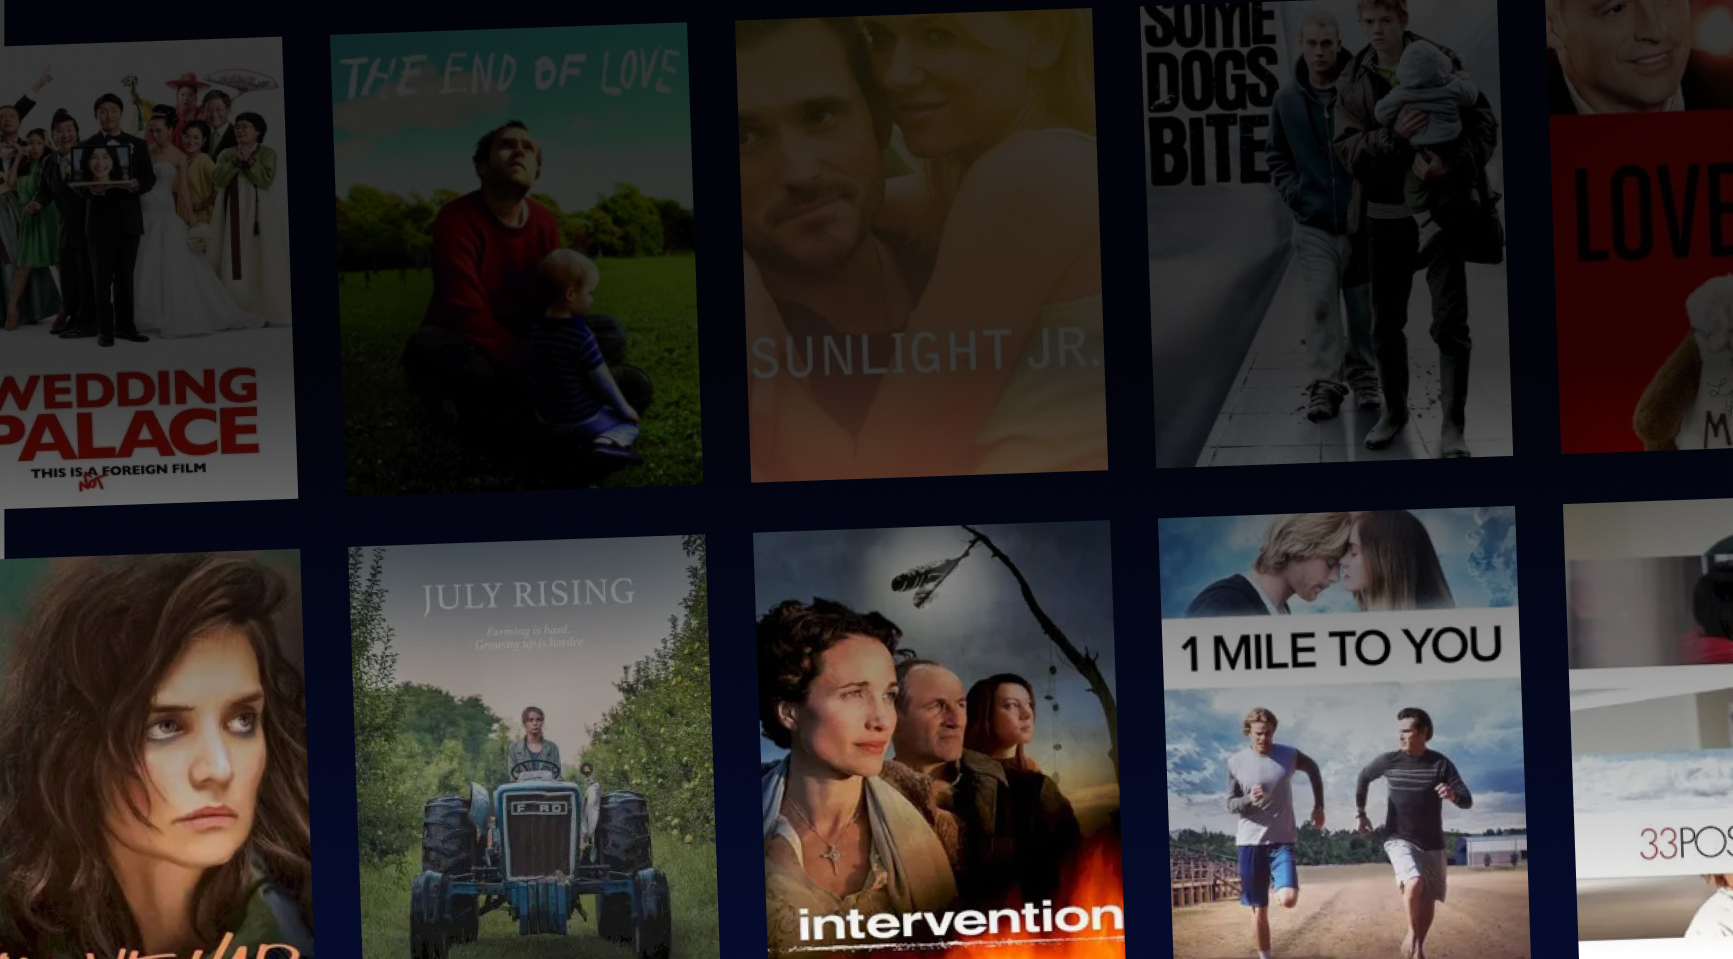 WEDDING
PALACE
THIS IS A FOREIGN FILM
NOT
THE END OF LOVE
SUNLIGHT JR.
SOME
DOGS
BITE
LOVE
M
JULY RISING
Farming is hard.
Growing up is harder.
F RD
intervention
1 MILE TO YOU
33POS